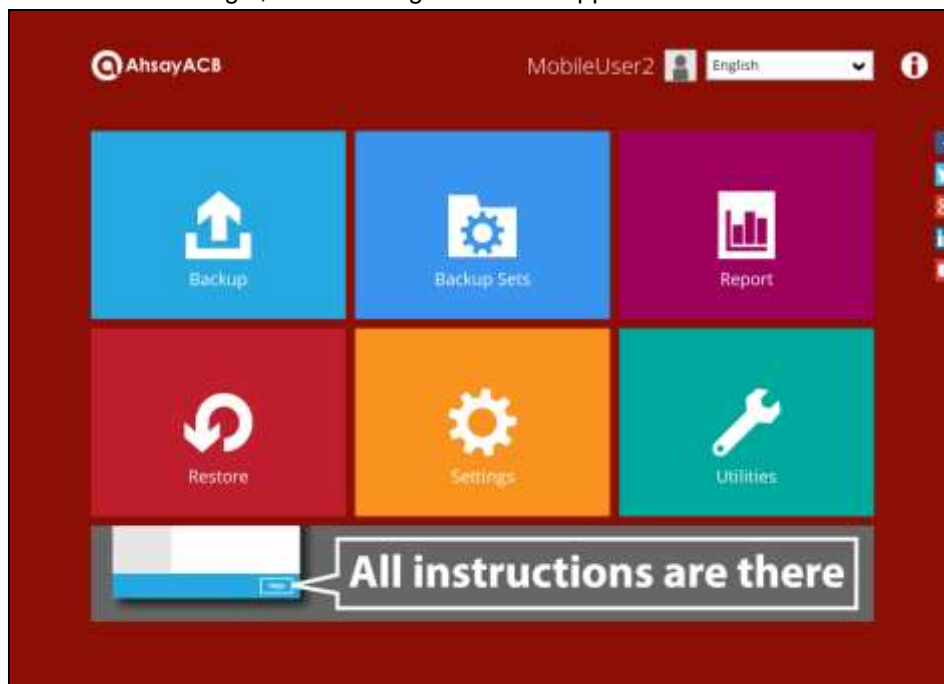 AhsayACB
MobileUser2
English
Backup
Backup Sets
Report
Restore
Settings
Utilities
All instructions are there